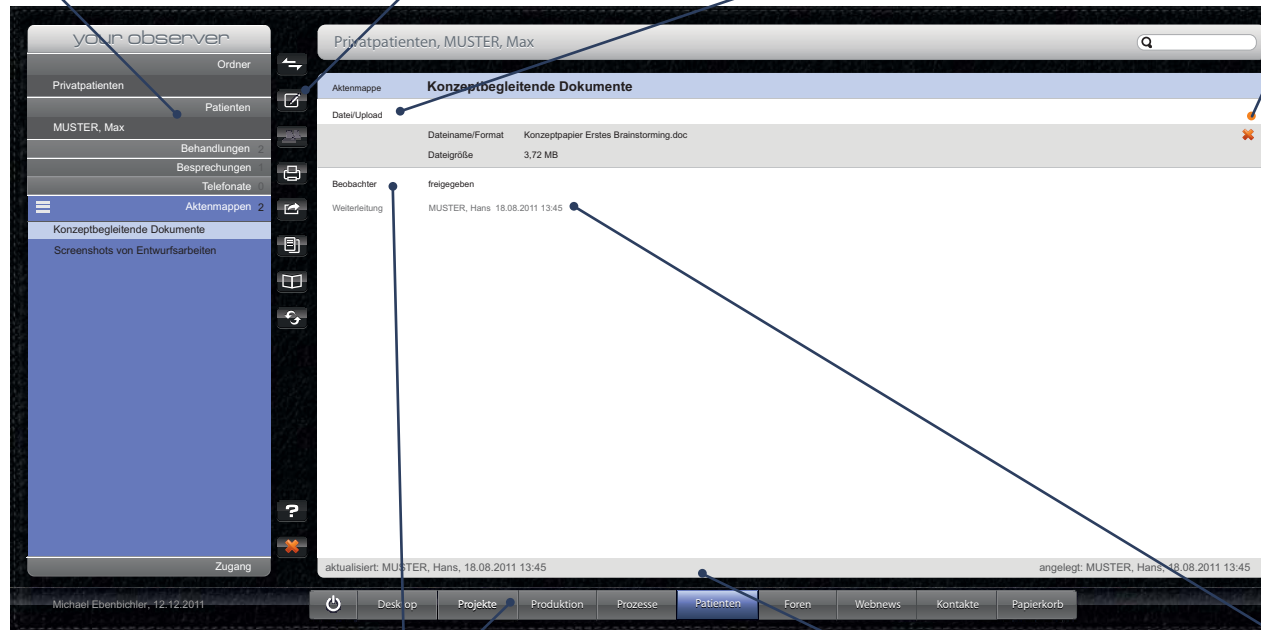 your observer
Ordner
Privatpatienten
Patienten
MUSTER, Max
Behandlungen 2
Besprechungen 1
Telefonate 0
Aktenmappen 2
Konzeptbegleitende Dokumente
Screenshots von Entwurfsarbeiten
Zugang
?
Privatpatienten, MUSTER, Max
Aktenmappe Konzeptbegleitende Dokumente
Datei/Upload
Dateiname/Format Konzeptpapier Erstes Brainstorming.doc
Dateigröße 3,72 MB
Beobachter freigegeben
Weiterleitung MUSTER, Hans 18.08.2011 13:45
aktualisiert: MUSTER, Hans, 18.08.2011 13:45 angelegt: MUSTER, Hans, 18.08.2011 13:45
Michael Ebenbichler, 12.12.2011 Desktop Projekte Produktion Prozesse Patienten Foren Webnews Kontakte Papierkorb